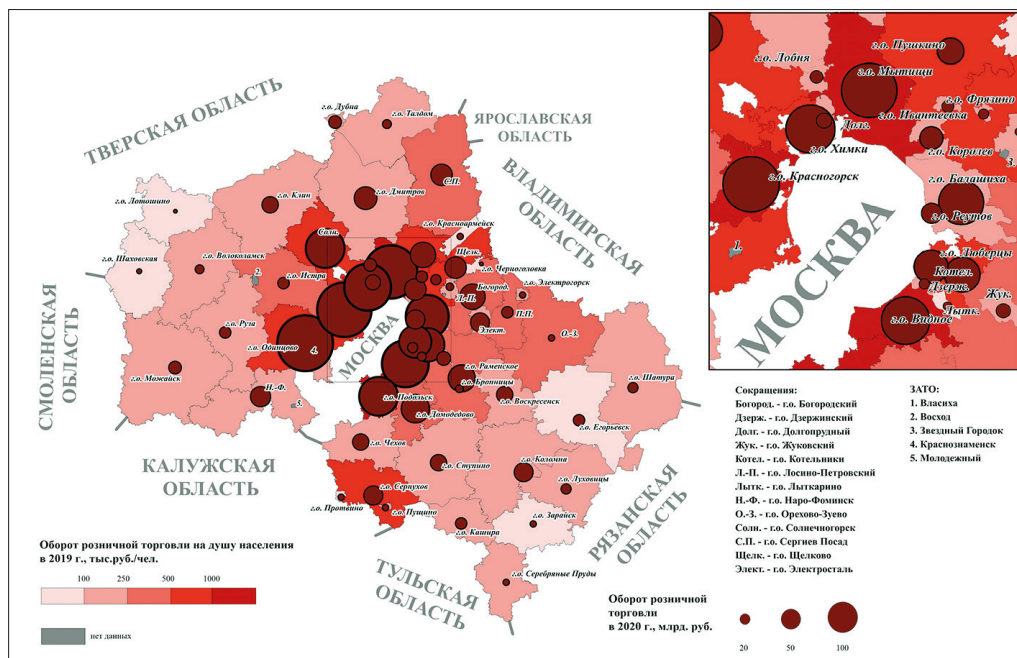 ТВЕРСКАЯ ОБЛАСТЬ
ЯРОСЛАВСКАЯ
ОБЛАСТЬ
ВЛАДИМИРСКАЯ
ОБЛАСТЬ
СМОЛЕНСКАЯ
ОБЛАСТЬ
КАЛУЖСКАЯ
ОБЛАСТЬ
ТУЛЬСКАЯ
ОБЛАСТЬ
РЯЗАНСКАЯ
ОБЛАСТЬ
МОСКВА
г.о. Дубна
г.о. Талдом
С.П.
г.о. Дмитров
г.о. Клин
г.о. Лотошино
Солн.
г.о. Красноармейск
Щелк.
г.о. Черноголовка
г.о. Шаховская
г.о. Волоколамск
2.
г.о. Истра
Богород.
г.о. Электрогорск
Л.-П.
П.П.
Элект.
г.о. Руза
г.о. Одинцово
4.
О.-З.
г.о. Можайск
Н.-Ф.
5.
г.о. Раменское
г.о. Бронницы
г.о. Шатура
г.о. Подольск
г.о. Воскресенск
г.о. Домодедово
г.о. Егорьевск
г.о. Чехов
г.о. Ступино
г.о. Коломна
г.о. Луховицы
г.о. Серпухов
г.о. Протвино
г.о. Пущино
г.о. Кашира
г.о. Зарайск
г.о. Серебряные Пруды
г.о. Пушкино
г.о. Лобня
г.о. Мытищи
г.о. Фрязино
г.о. Ивантеевка
Долг.
г.о. Химки
г.о. Королев
3.
г.о. Красногорск
г.о. Балашиха
г.о. Реутов
1.
МОСКВА
г.о. Люберцы
Котел.
Дзерж.
Лытк.
Жук.
г.о. Видное
Оборот розничной торговли на душу населения
в 2019 г., тыс.руб./чел.
100 250 500 1000
нет данных
Сокращения:
Богород. - г.о. Богородский
Дзерж. - г.о. Дзержинский
Долг. - г.о. Долгопрудный
Жук. - г.о. Жуковский
Котел. - г.о. Котельники
Л.-П. - г.о. Лосино-Петровский
Лытк. - г.о. Лыткарино
Н.-Ф. - г.о. Наро-Фоминск
О.-З. - г.о. Орехово-Зуево
Солн. - г.о. Солнечногорск
С.П. - г.о. Сергиев Посад
Щелк. - г.о. Щелково
Элект. - г.о. Электросталь
ЗАТО:
1. Власиха
2. Восход
3. Звездный Городок
4. Краснознаменск
5. Молодежный
Оборот розничной
торговли
в 2020 г., млрд. руб.
20 50 100